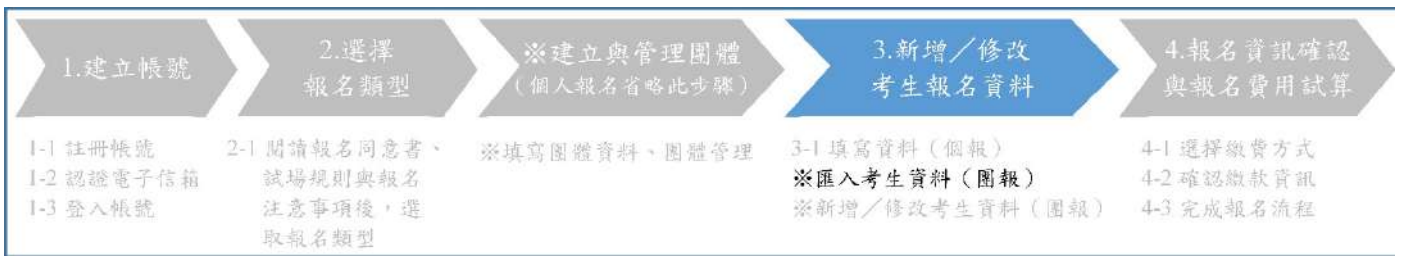 1.建立帳號
2.選擇
報名類型
※建立與管理團體
（個人報名省略此步驟）
3.新增／修改
考生報名資料
4.報名資訊確認
與報名費用試算
1-1 註冊帳號
1-2 認證電子信箱
1-3 登入帳號
2-1 閱讀報名同意書、
試場規則與報名
注意事項後，選
取報名類型
※填寫團體資料、團體管理
3-1 填寫資料（個報）
※匯入考生資料（團報）
※新增／修改考生資料（團報）
4-1 選擇繳費方式
4-2 確認繳款資訊
4-3 完成報名流程